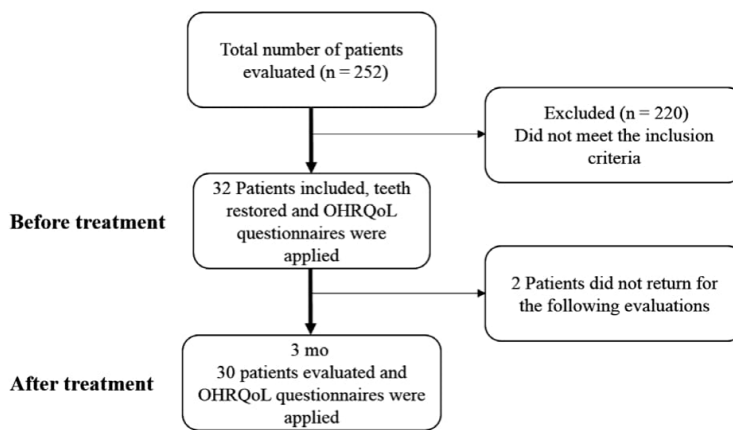 Total number of patients
evaluated (n = 252)
Excluded (n = 220)
Did not meet the inclusion
criteria
Before treatment
32 Patients included, teeth
restored and OHRQoL
questionnaires were
applied
2 Patients did not return for
the following evaluations
After treatment
3 mo
30 patients evaluated and
OHRQoL questionnaires were
applied